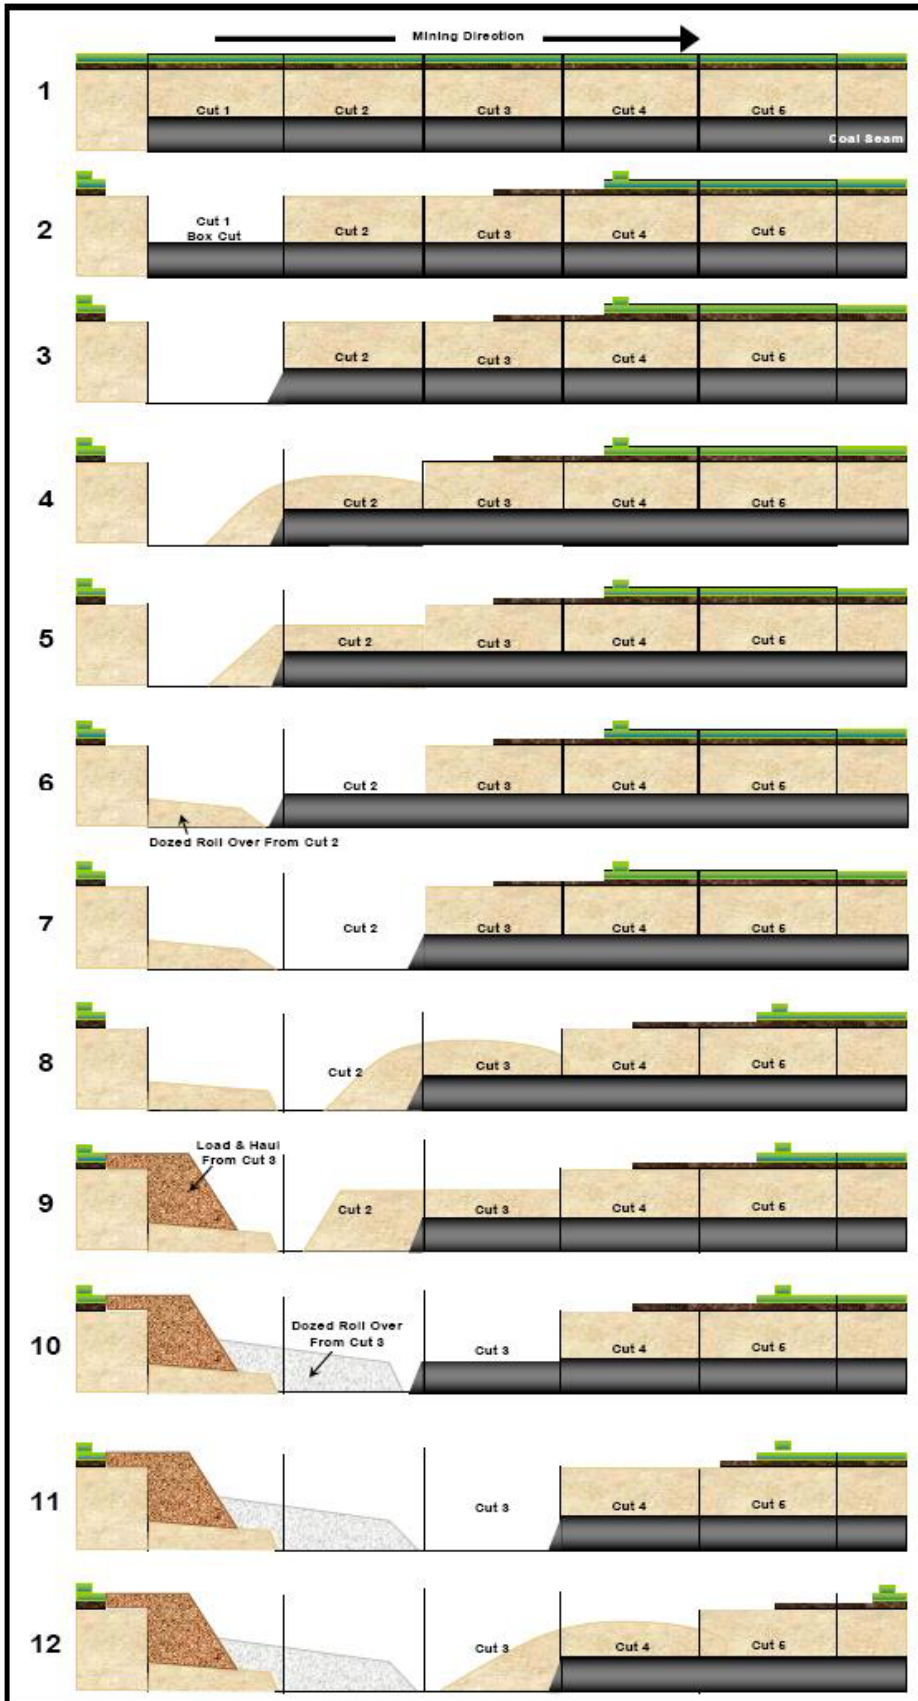 Mining Direction
1
Cut 1 Cut 2 Cut 3 Cut 4 Cut 5
Coal Seam
2
Cut 1
Box Cut
Cut 2 Cut 3 Cut 4 Cut 5
3
Cut 2 Cut 3 Cut 4 Cut 5
4
Cut 2 Cut 3 Cut 4 Cut 5
5
Cut 2 Cut 3 Cut 4 Cut 5
6
Cut 2 Cut 3 Cut 4 Cut 5
Dozed Roll Over From Cut 2
7
Cut 2 Cut 3 Cut 4 Cut 5
8
Cut 2 Cut 3 Cut 4 Cut 5
9
Load & Haul
From Cut 3
Cut 2 Cut 3 Cut 4 Cut 5
10
Dozed Roll Over
From Cut 3
Cut 3 Cut 4 Cut 5
11
Cut 3 Cut 4 Cut 5
12
Cut 3 Cut 4 Cut 5